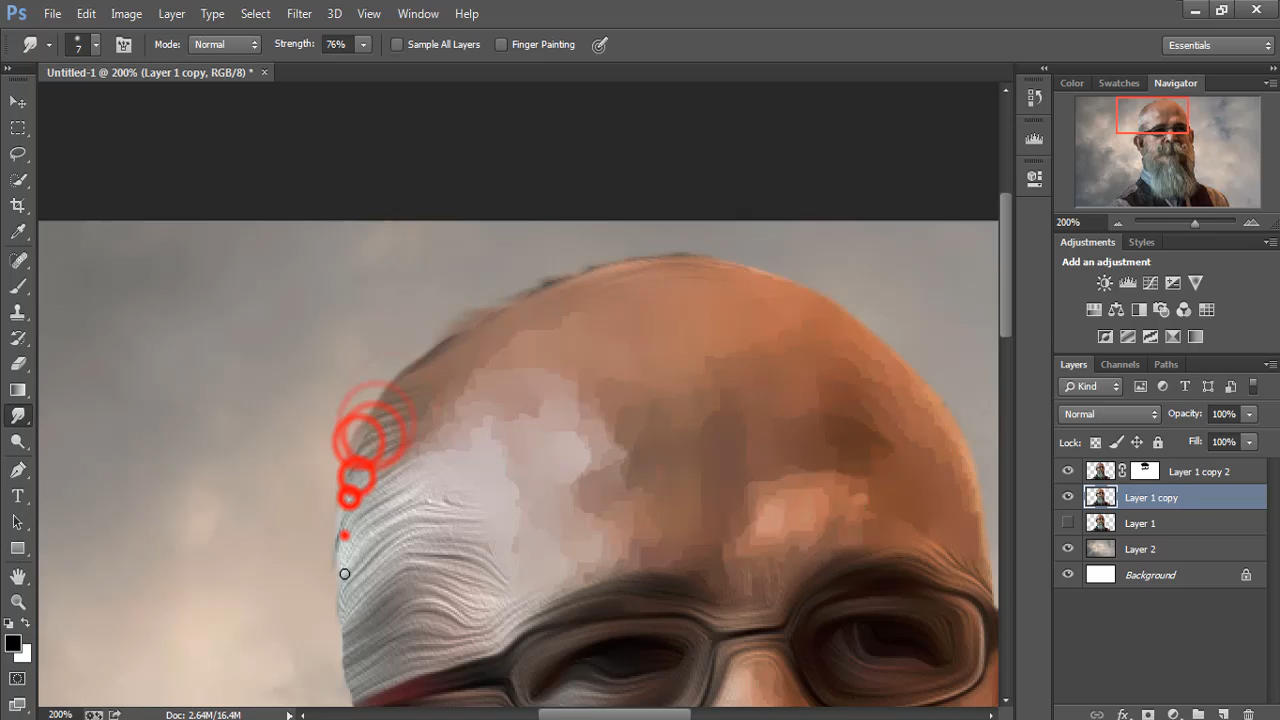 Ps File Edit Image Layer Type Select Filter 3D View Window Help
7 Mode: Normal Strength: 76% Sample All Layers Finger Painting Essentials
Untitled-1 @ 200% (Layer 1 copy, RGB/8) * ×
Color Swatches Navigator
200%
Adjustments Styles
Add an adjustment
Layers Channels Paths
Kind
Normal Opacity: 100%
Lock: Fill: 100%
Layer 1 copy 2
Layer 1 copy
Layer 1
Layer 2
Background
200% Doc: 2.64M/16.4M